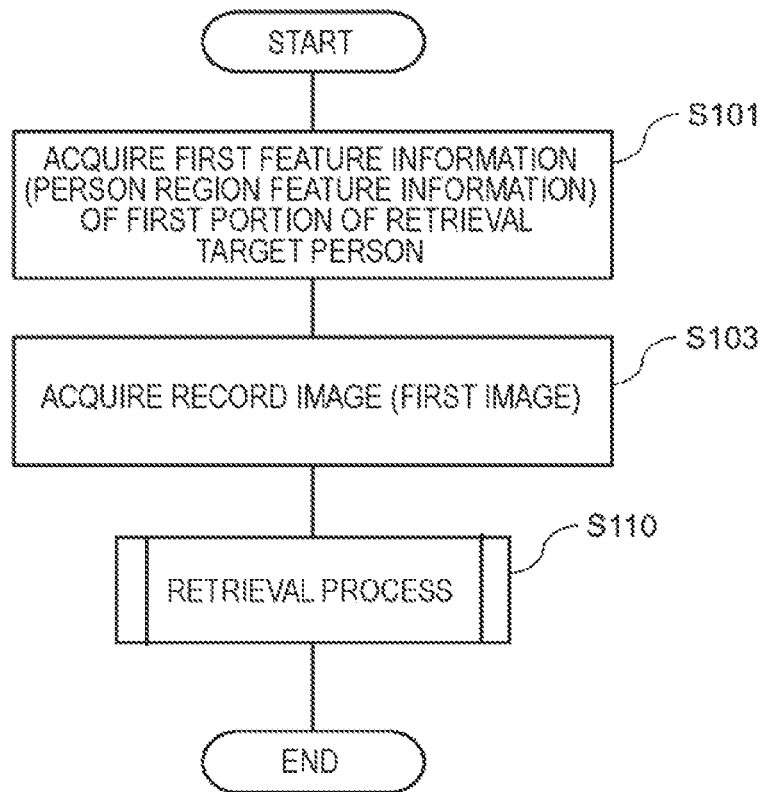 START
S101
ACQUIRE FIRST FEATURE INFORMATION
(PERSON REGION FEATURE INFORMATION)
OF FIRST PORTION OF RETRIEVAL
TARGET PERSON
S103
ACQUIRE RECORD IMAGE (FIRST IMAGE)
S110
RETRIEVAL PROCESS
END